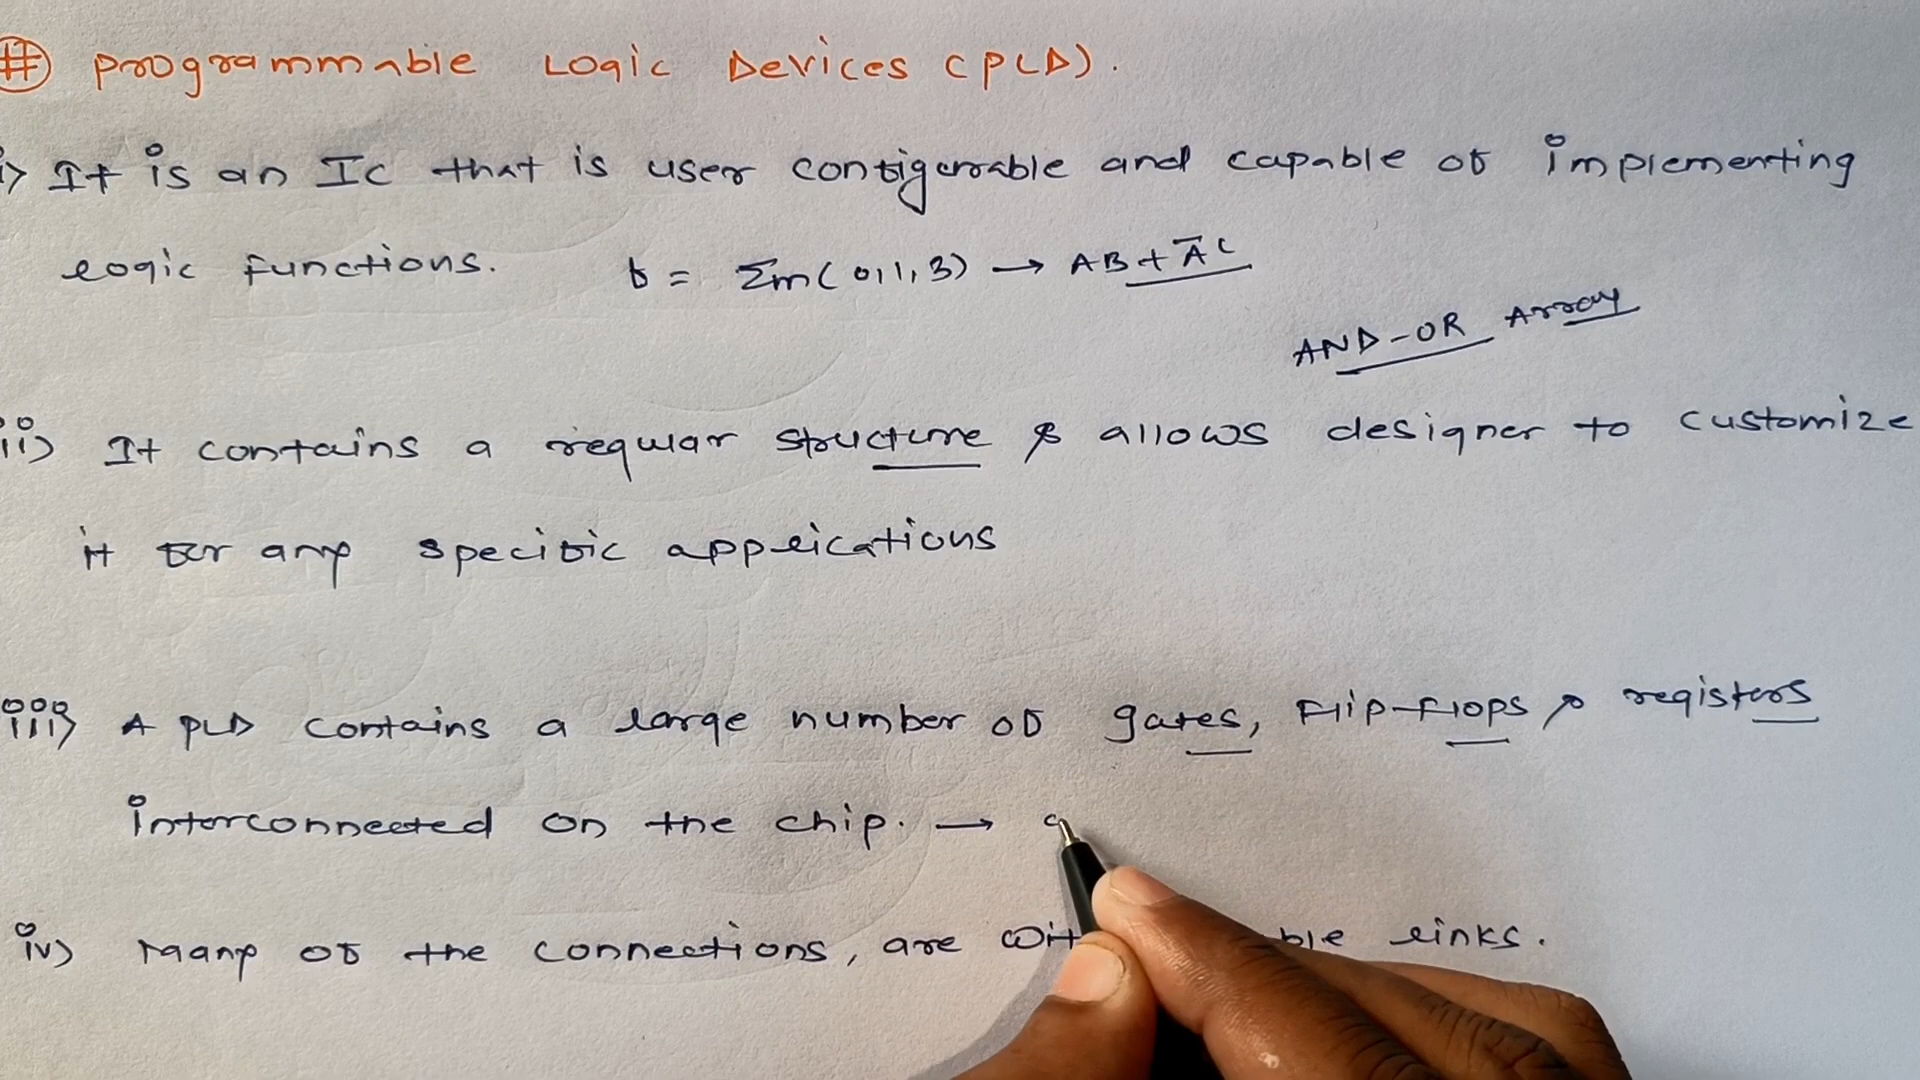 # Programmable Logic Devices (PLD).
i) It is an IC that is user configurable and capable of implementing
logic functions. f = Σm(0,1,3) → AB + A̅C
AND-OR Array
ii) It contains a regular structure & allows designer to customize
it for any specific applications
iii) A PLD contains a large number of gates, Flip-Flops & registers
interconnected on the chip. →
iv) Many of the connections, are links.